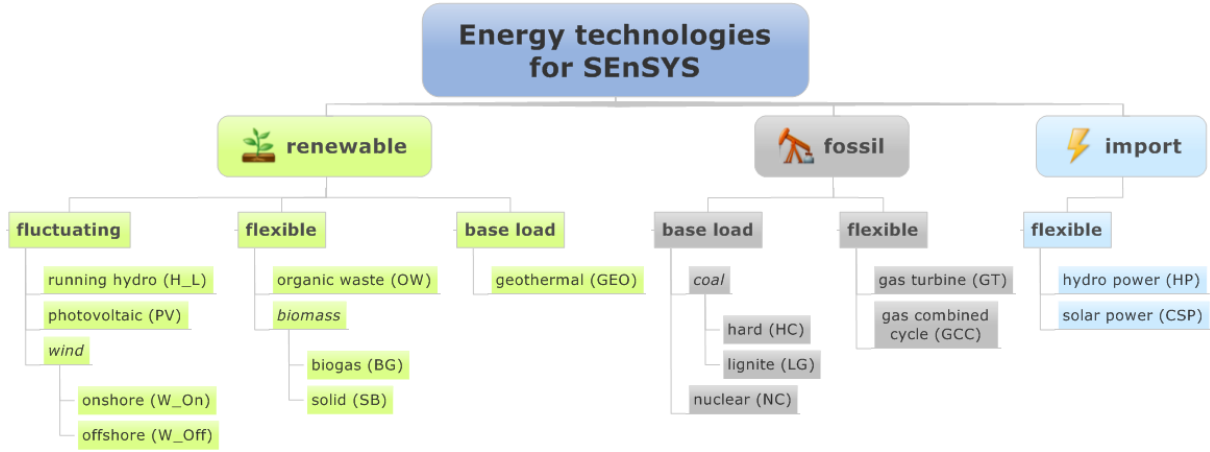 Energy technologies
for SEnSYS
renewable
fossil
import
fluctuating
flexible
base load
base load
flexible
flexible
running hydro (H_L)
photovoltaic (PV)
wind
onshore (W_On)
offshore (W_Off)
organic waste (OW)
biomass
biogas (BG)
solid (SB)
geothermal (GEO)
coal
hard (HC)
lignite (LG)
nuclear (NC)
gas turbine (GT)
gas combined
cycle (GCC)
hydro power (HP)
solar power (CSP)